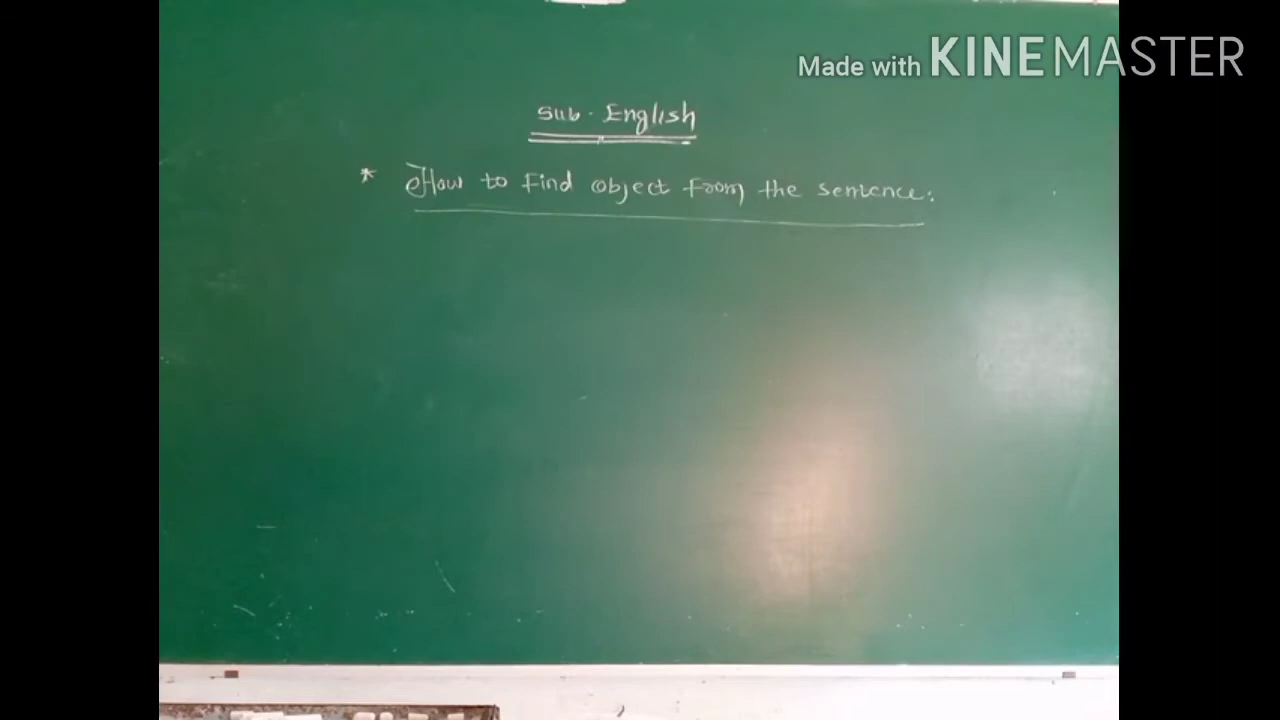 Made with KINEMASTER
Sub. English
* How to Find object from the sentence.